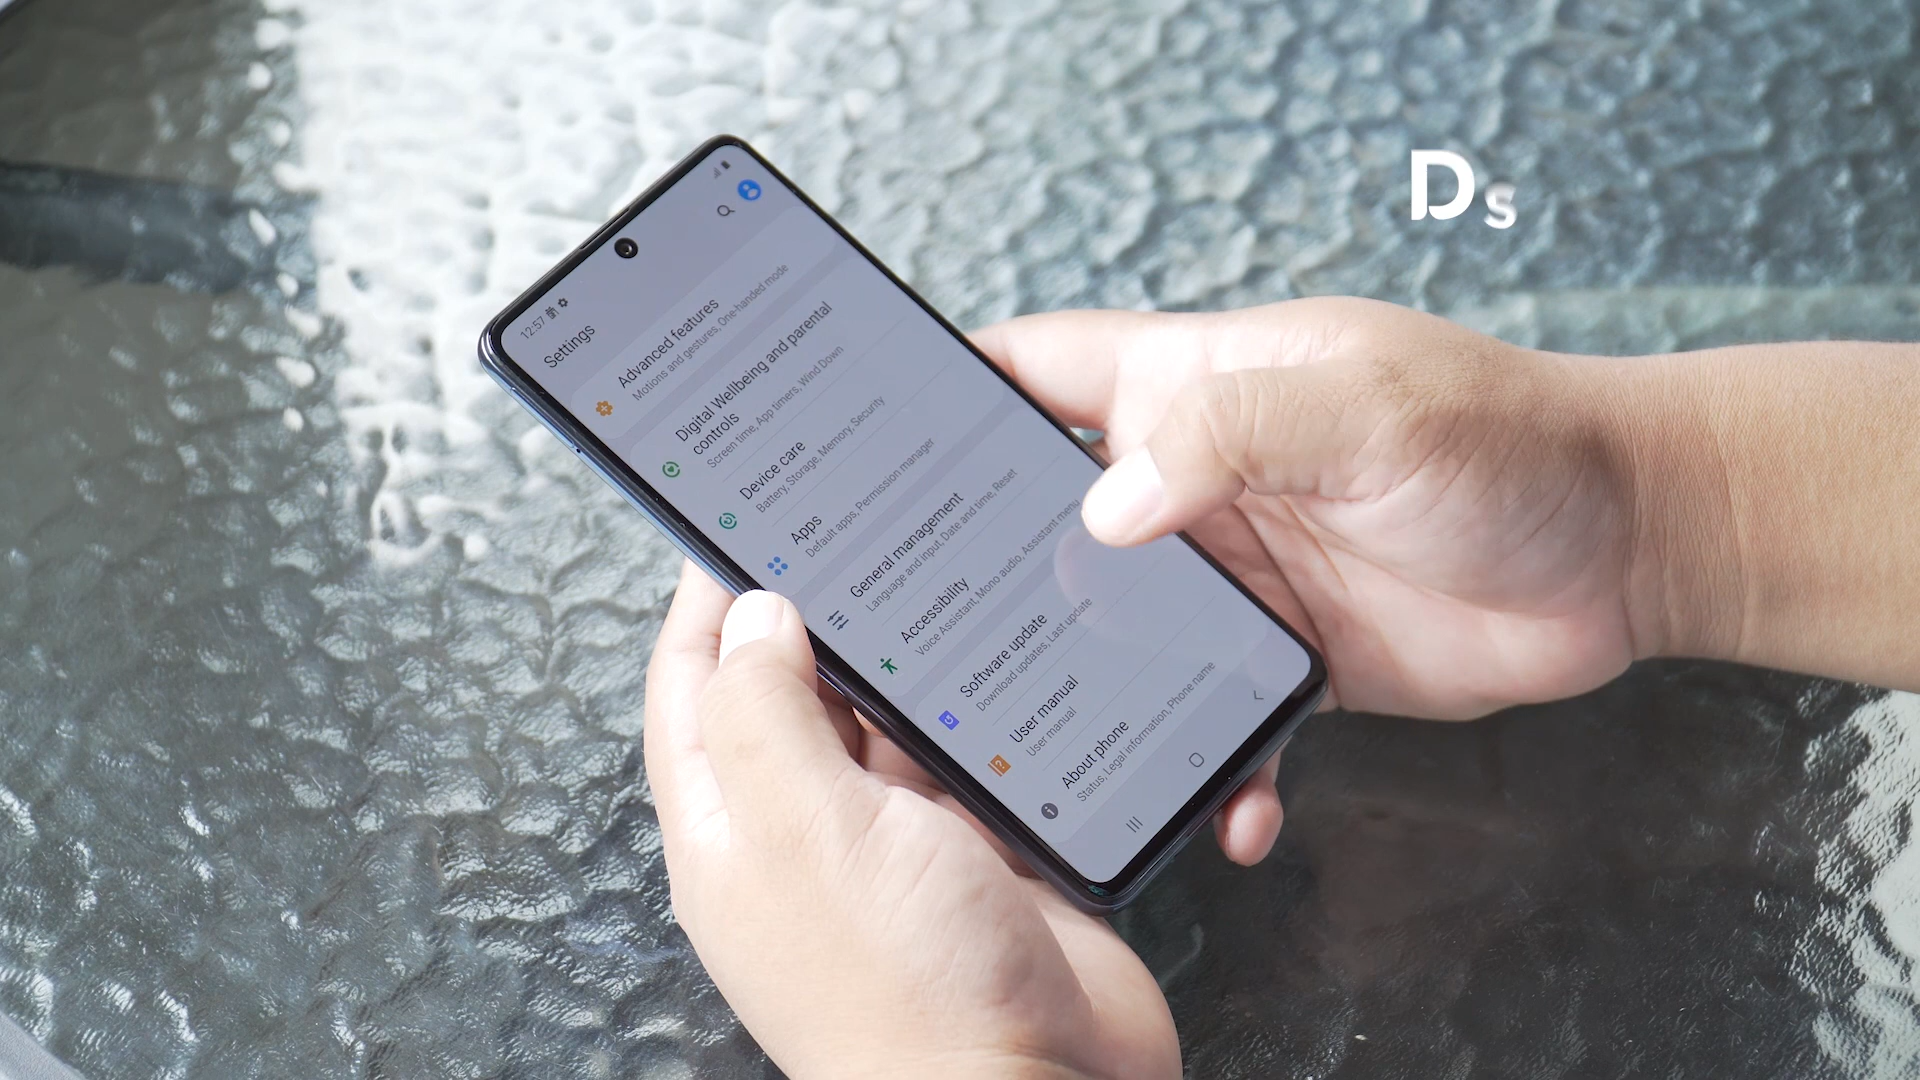 12:57
Settings
Advanced features
Motions and gestures, One-handed mode
Digital Wellbeing and parental
controls
Screen time, App timers, Wind Down
Device care
Battery, Storage, Memory, Security
Apps
Default apps, Permission manager
General management
Language and input, Date and time, Reset
Accessibility
Voice Assistant, Mono audio, Assistant menu
Software update
Download updates, Last update
User manual
User manual
About phone
Status, Legal information, Phone name
Ds